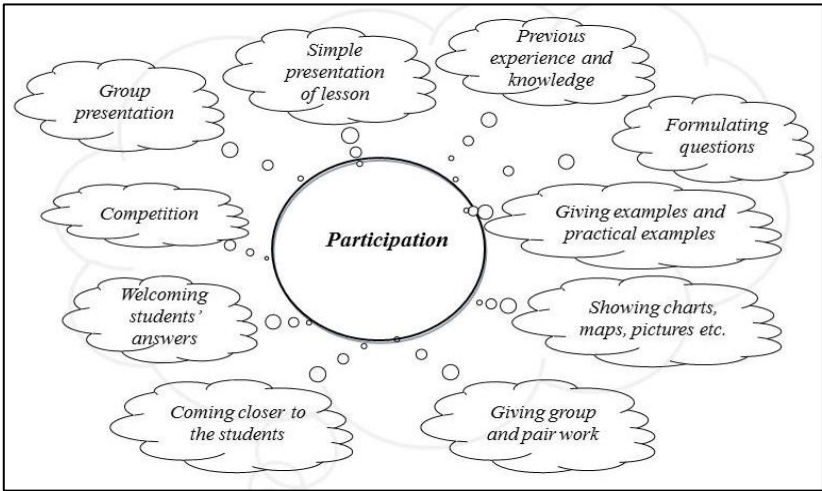 Group
presentation
Simple
presentation
of lesson
Previous
experience and
knowledge
Formulating
questions
Competition
Participation
Giving examples and
practical examples
Welcoming
students'
answers
Showing charts,
maps, pictures etc.
Coming closer to
the students
Giving group
and pair work